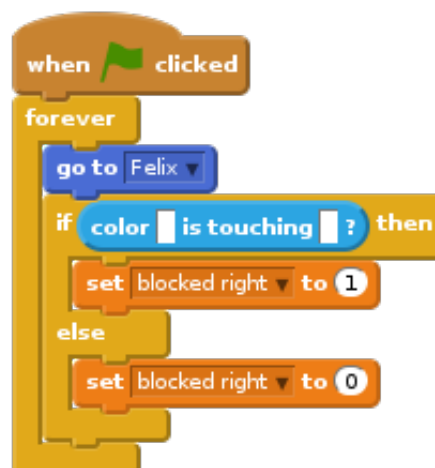 when clicked
forever
go to Felix
if color is touching ? then
set blocked right to 1
else
set blocked right to 0